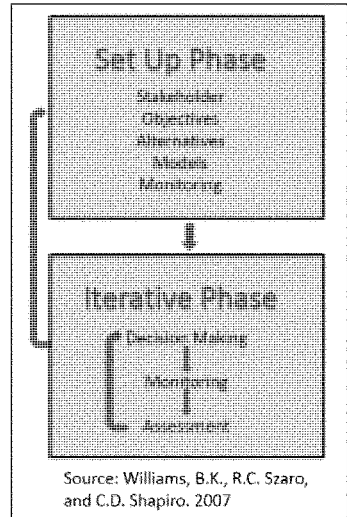 Set Up Phase
Stakeholder
Objectives
Alternatives
Models
Monitoring
Iterative Phase
Decision Making
Monitoring
Assessment
Source: Williams, B.K., R.C. Szaro,
and C.D. Shapiro. 2007